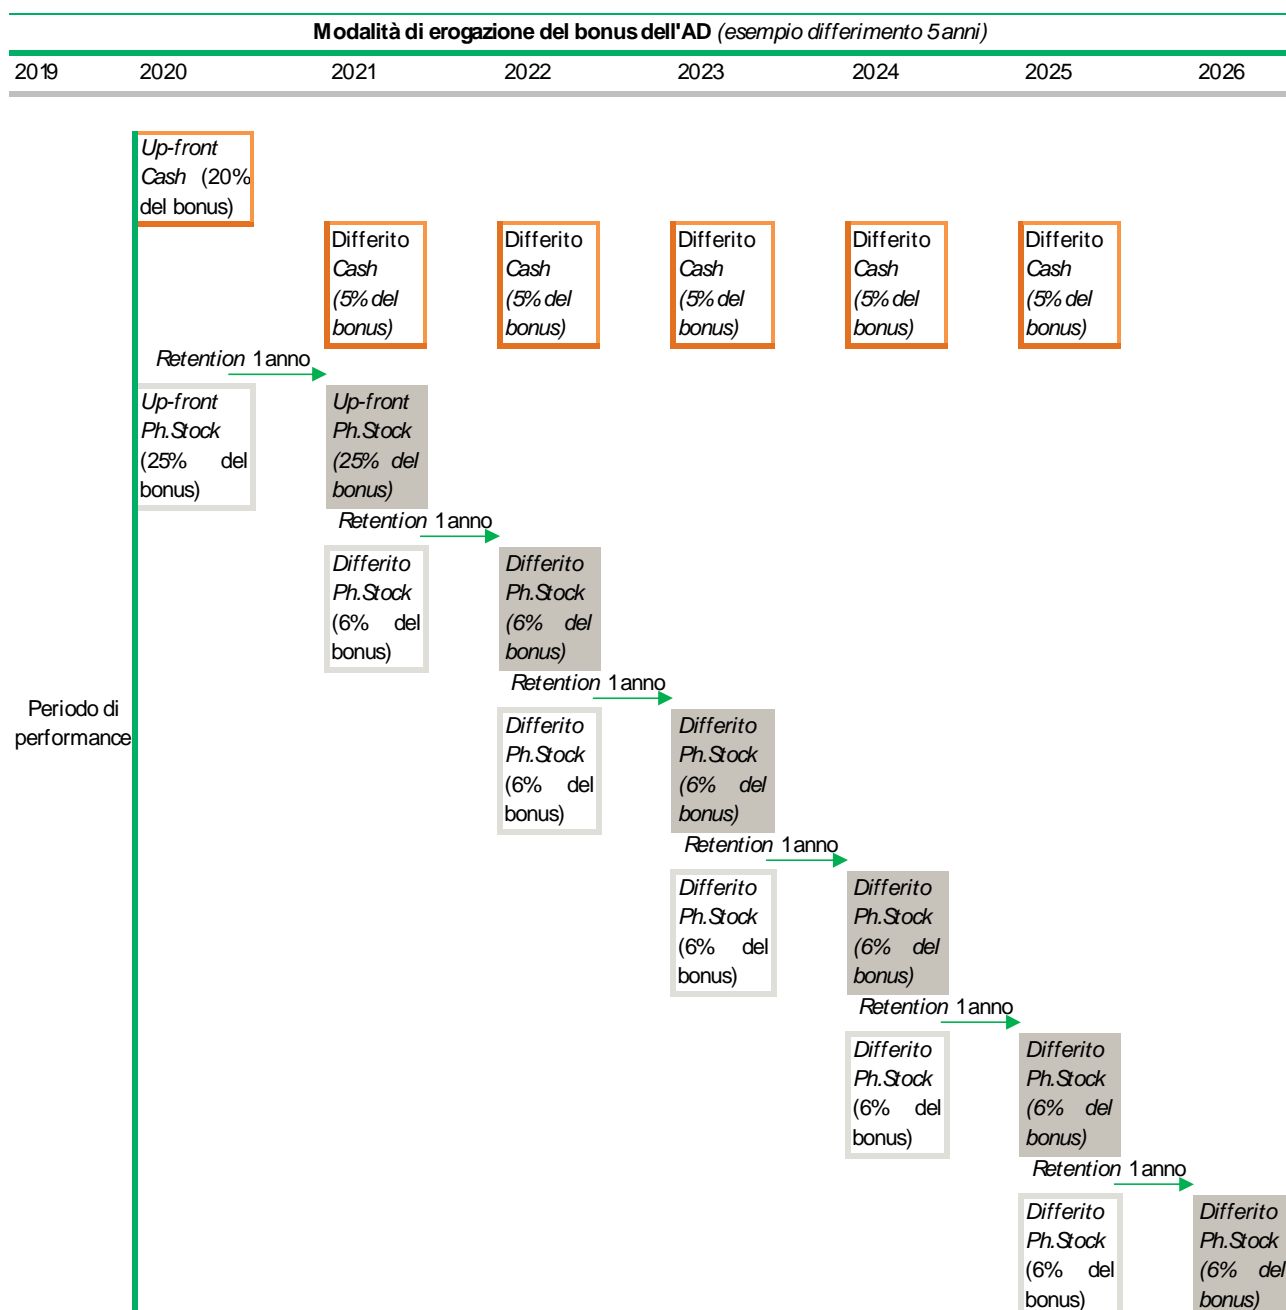 Modalità di erogazione del bonus dell'AD (esempio differimento 5 anni)
2019 2020 2021 2022 2023 2024 2025 2026
Up-front
Cash (20%
del bonus)
Differito
Cash
(5% del
bonus)
Differito
Cash
(5% del
bonus)
Differito
Cash
(5% del
bonus)
Differito
Cash
(5% del
bonus)
Differito
Cash
(5% del
bonus)
Retention 1 anno
Up-front
Ph.Stock
(25% del
bonus)
Up-front
Ph.Stock
(25% del
bonus)
Retention 1 anno
Differito
Ph.Stock
(6% del
bonus)
Differito
Ph.Stock
(6% del
bonus)
Retention 1 anno
Periodo di
performance
Differito
Ph.Stock
(6% del
bonus)
Differito
Ph.Stock
(6% del
bonus)
Retention 1 anno
Differito
Ph.Stock
(6% del
bonus)
Differito
Ph.Stock
(6% del
bonus)
Retention 1 anno
Differito
Ph.Stock
(6% del
bonus)
Differito
Ph.Stock
(6% del
bonus)
Retention 1 anno
Differito
Ph.Stock
(6% del
bonus)
Differito
Ph.Stock
(6% del
bonus)